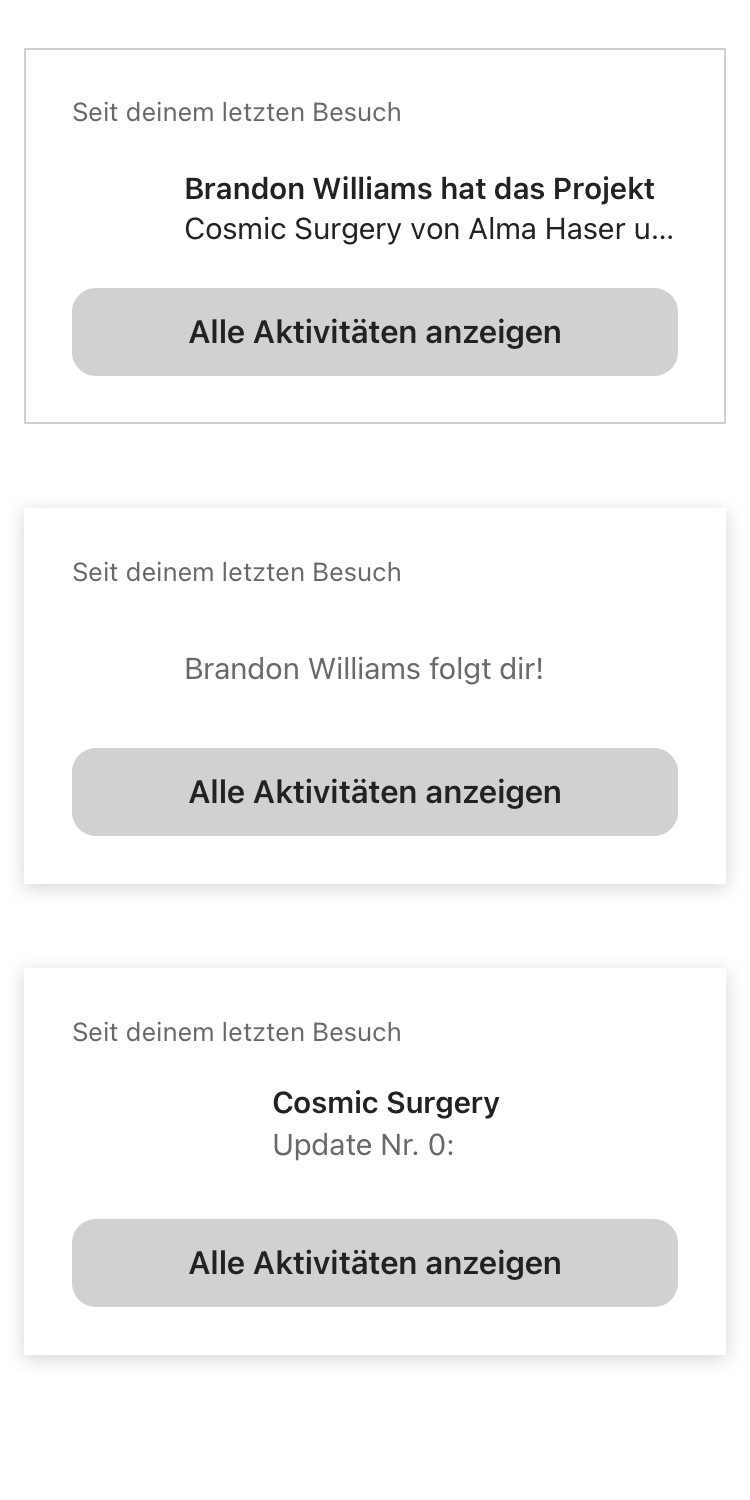 Seit deinem letzten Besuch
Brandon Williams hat das Projekt
Cosmic Surgery von Alma Haser u...
Alle Aktivitäten anzeigen
Seit deinem letzten Besuch
Brandon Williams folgt dir!
Alle Aktivitäten anzeigen
Seit deinem letzten Besuch
Cosmic Surgery
Update Nr. 0:
Alle Aktivitäten anzeigen